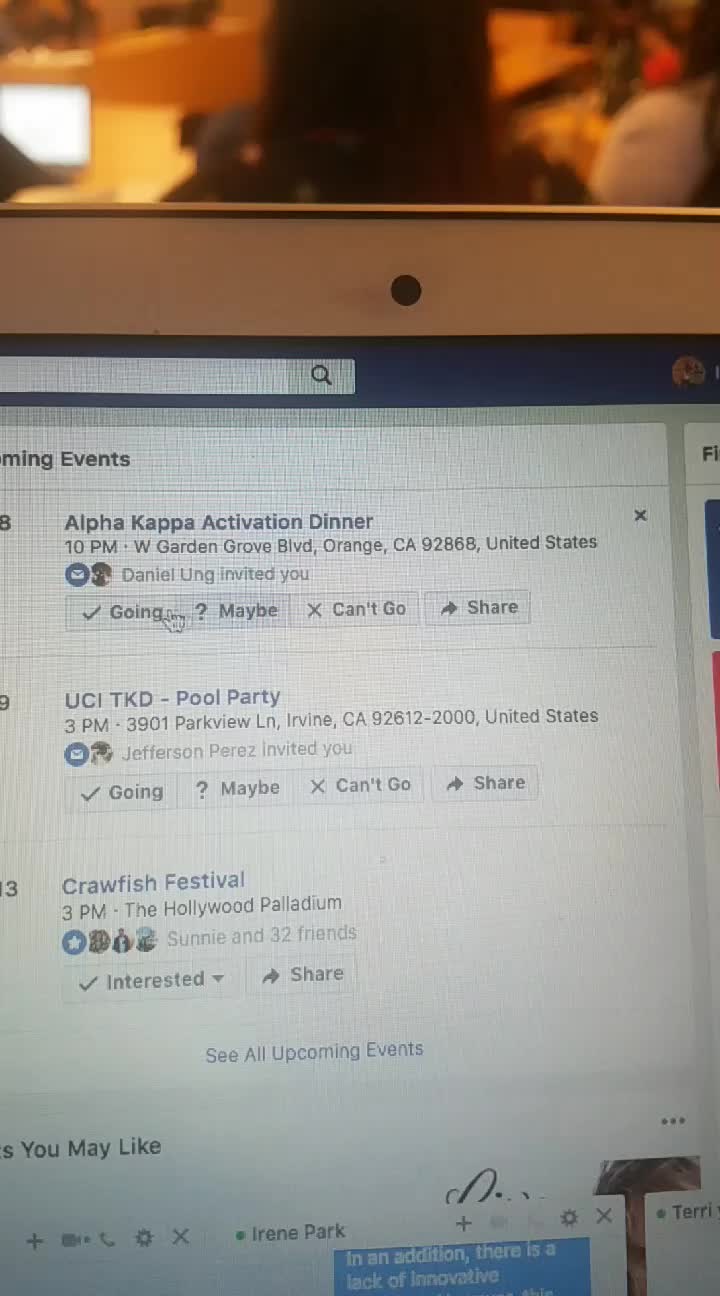 ming Events
Fi
8
Alpha Kappa Activation Dinner
10 PM · W Garden Grove Blvd, Orange, CA 92868, United States
Daniel Ung invited you
Going ? Maybe Can't Go Share
9
UCI TKD - Pool Party
3 PM · 3901 Parkview Ln, Irvine, CA 92612-2000, United States
Jefferson Perez invited you
Going ? Maybe Can't Go Share
13
Crawfish Festival
3 PM · The Hollywood Palladium
Sunnie and 32 friends
Interested Share
See All Upcoming Events
s You May Like
Irene Park
Terri
In an addition, there is a
lack of innovative